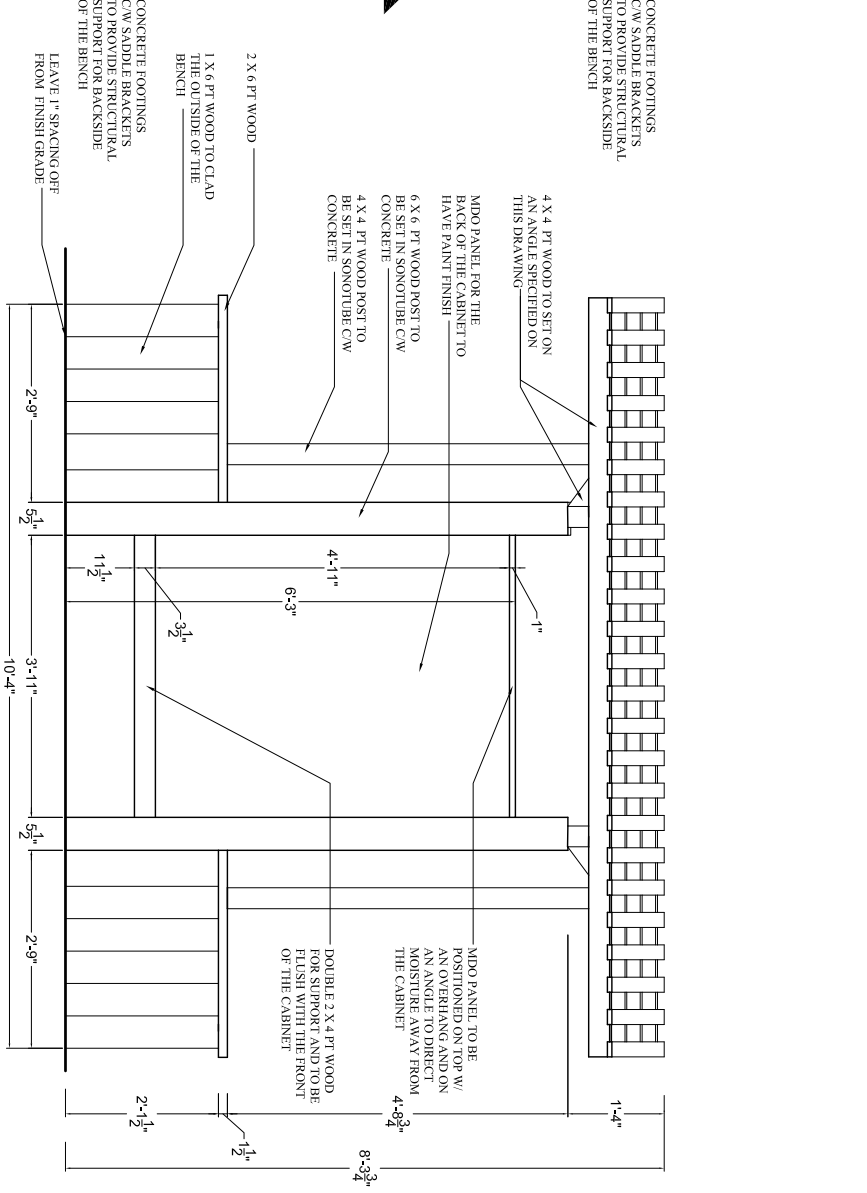 CONCRETE FOOTINGS
C/W SADDLE BRACKETS
TO PROVIDE STRUCTURAL
SUPPORT FOR BACKSIDE
OF THE BENCH
4 X 4 PT WOOD TO SET ON
AN ANGLE SPECIFIED ON
THIS DRAWING
MDO PANEL FOR THE
BACK OF THE CABINET TO
HAVE PAINT FINISH
6 X 6 PT WOOD POST TO
BE SET IN SONOTUBE C/W
CONCRETE
4 X 4 PT WOOD POST TO
BE SET IN SONOTUBE C/W
CONCRETE
2 X 6 PT WOOD
1 X 6 PT WOOD TO CLAD
THE OUTSIDE OF THE
BENCH
CONCRETE FOOTINGS
C/W SADDLE BRACKETS
TO PROVIDE STRUCTURAL
SUPPORT FOR BACKSIDE
OF THE BENCH
LEAVE 1" SPACING OFF
FROM FINISH GRADE
1"
4'-11"
6'-3"
3 1/2"
11 1/2"
MDO PANEL TO BE
POSITIONED ON TOP W/
AN OVERHANG AND ON
AN ANGLE TO DIRECT
MOISTURE AWAY FROM
THE CABINET
DOUBLE 2 X 4 PT WOOD
FOR SUPPORT AND TO BE
FLUSH WITH THE FRONT
OF THE CABINET
1'-4"
4'-8 3/4"
8'-3 3/4"
1 1/2"
2'-1 1/2"
2'-9"
5 1/2"
3'-11"
5 1/2"
2'-9"
10'-4"